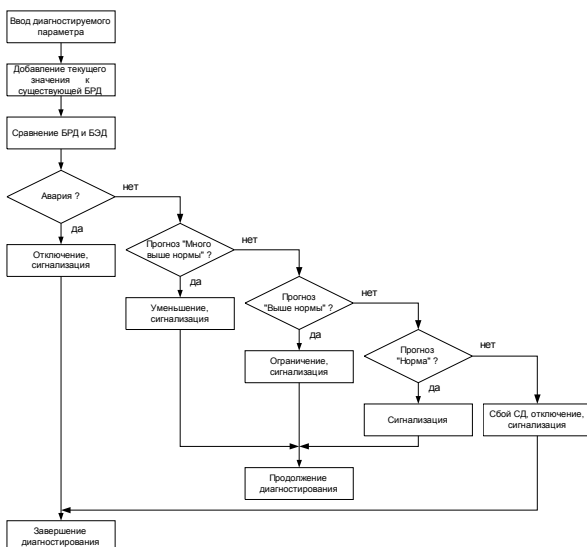 Ввод диагностируемого
параметра
Добавление текущего
значения к
существующей БРД
Сравнение БРД и БЭД
Авария ?
нет
да
Отключение,
сигнализация
Прогноз "Много
выше нормы" ?
нет
да
Уменьшение,
сигнализация
Прогноз
"Выше нормы" ?
нет
да
Ограничение,
сигнализация
Прогноз
"Норма" ?
нет
да
Сигнализация
Сбой СД, отключение,
сигнализация
Продолжение
диагностирования
Завершение
диагностирования